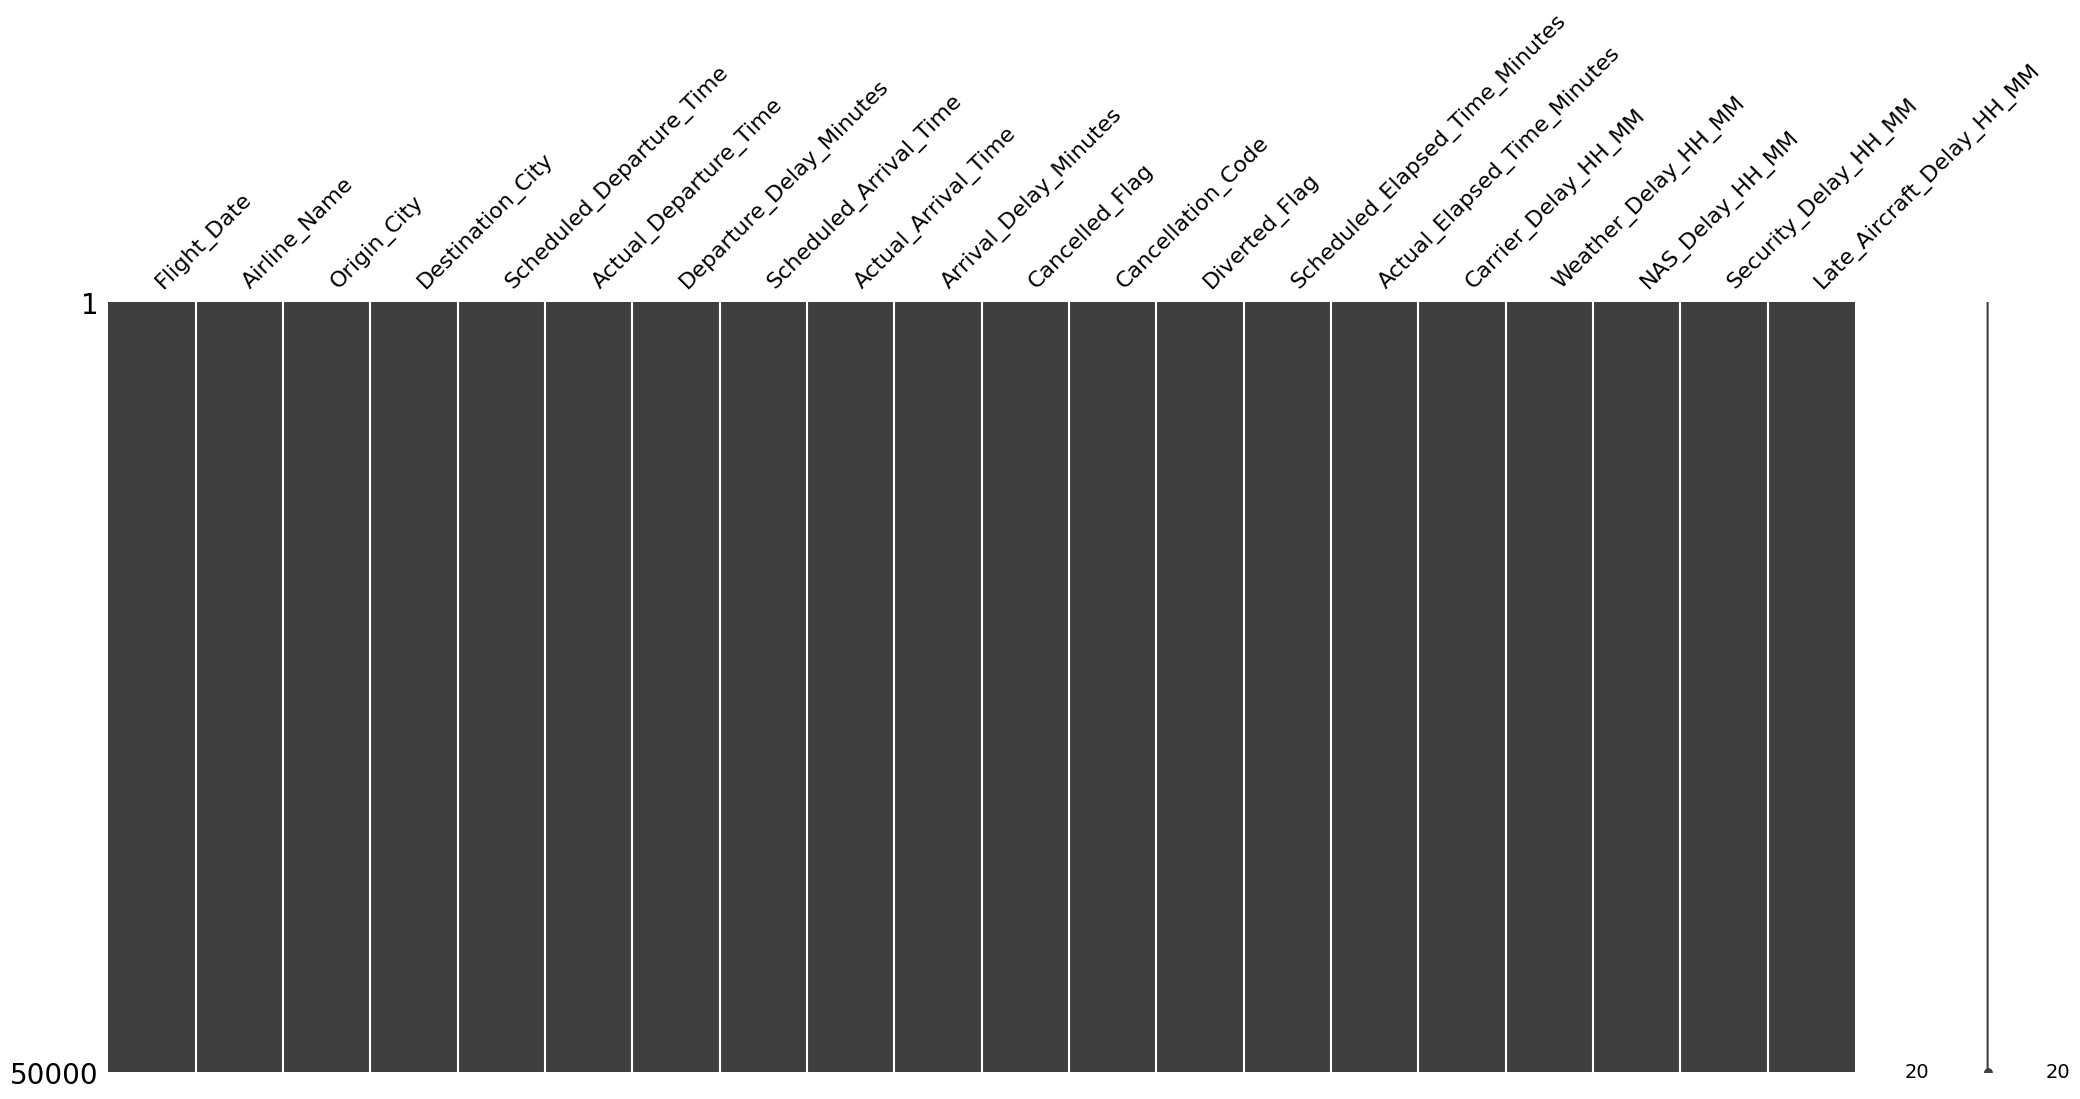 Flight_Date
Airline_Name
Origin_City
Destination_City
Scheduled_Departure_Time
Actual_Departure_Time
Departure_Delay_Minutes
Scheduled_Arrival_Time
Actual_Arrival_Time
Arrival_Delay_Minutes
Cancelled_Flag
Cancellation_Code
Diverted_Flag
Scheduled_Elapsed_Time_Minutes
Actual_Elapsed_Time_Minutes
Carrier_Delay_HH_MM
Weather_Delay_HH_MM
NAS_Delay_HH_MM
Security_Delay_HH_MM
Late_Aircraft_Delay_HH_MM
1
50000
20
20